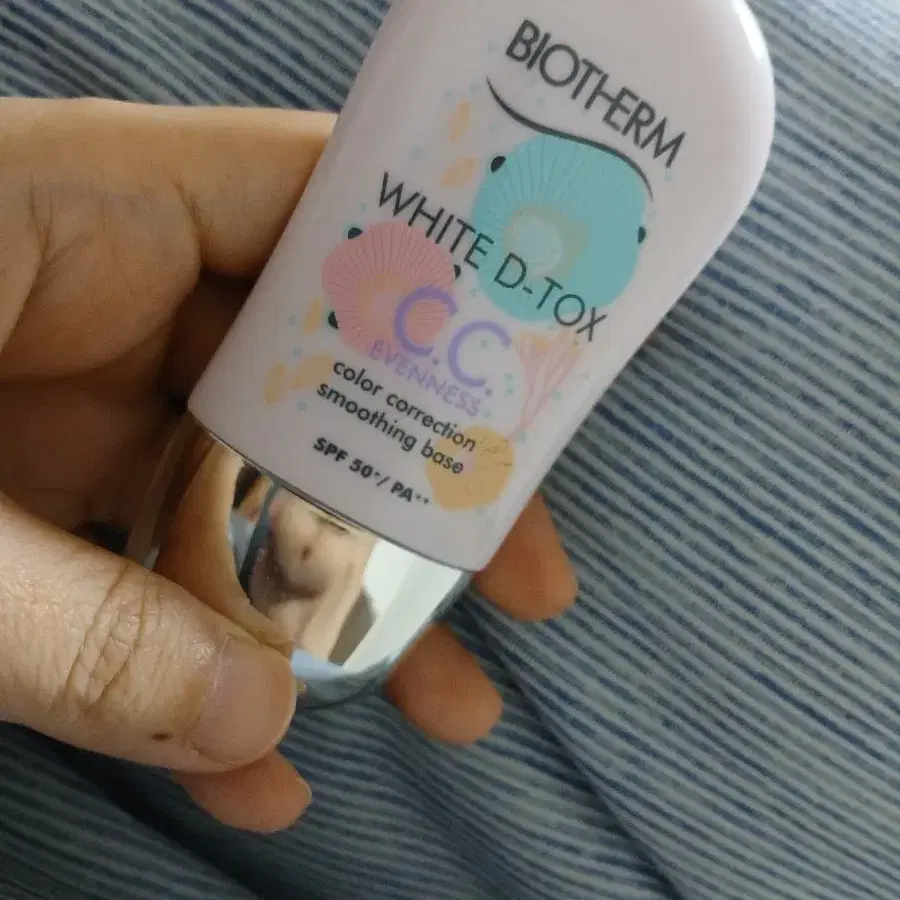 BIOTHERM
WHITE D-TOX
C.C.
EVENNESS
color correction
smoothing base
SPF 50+/ PA++